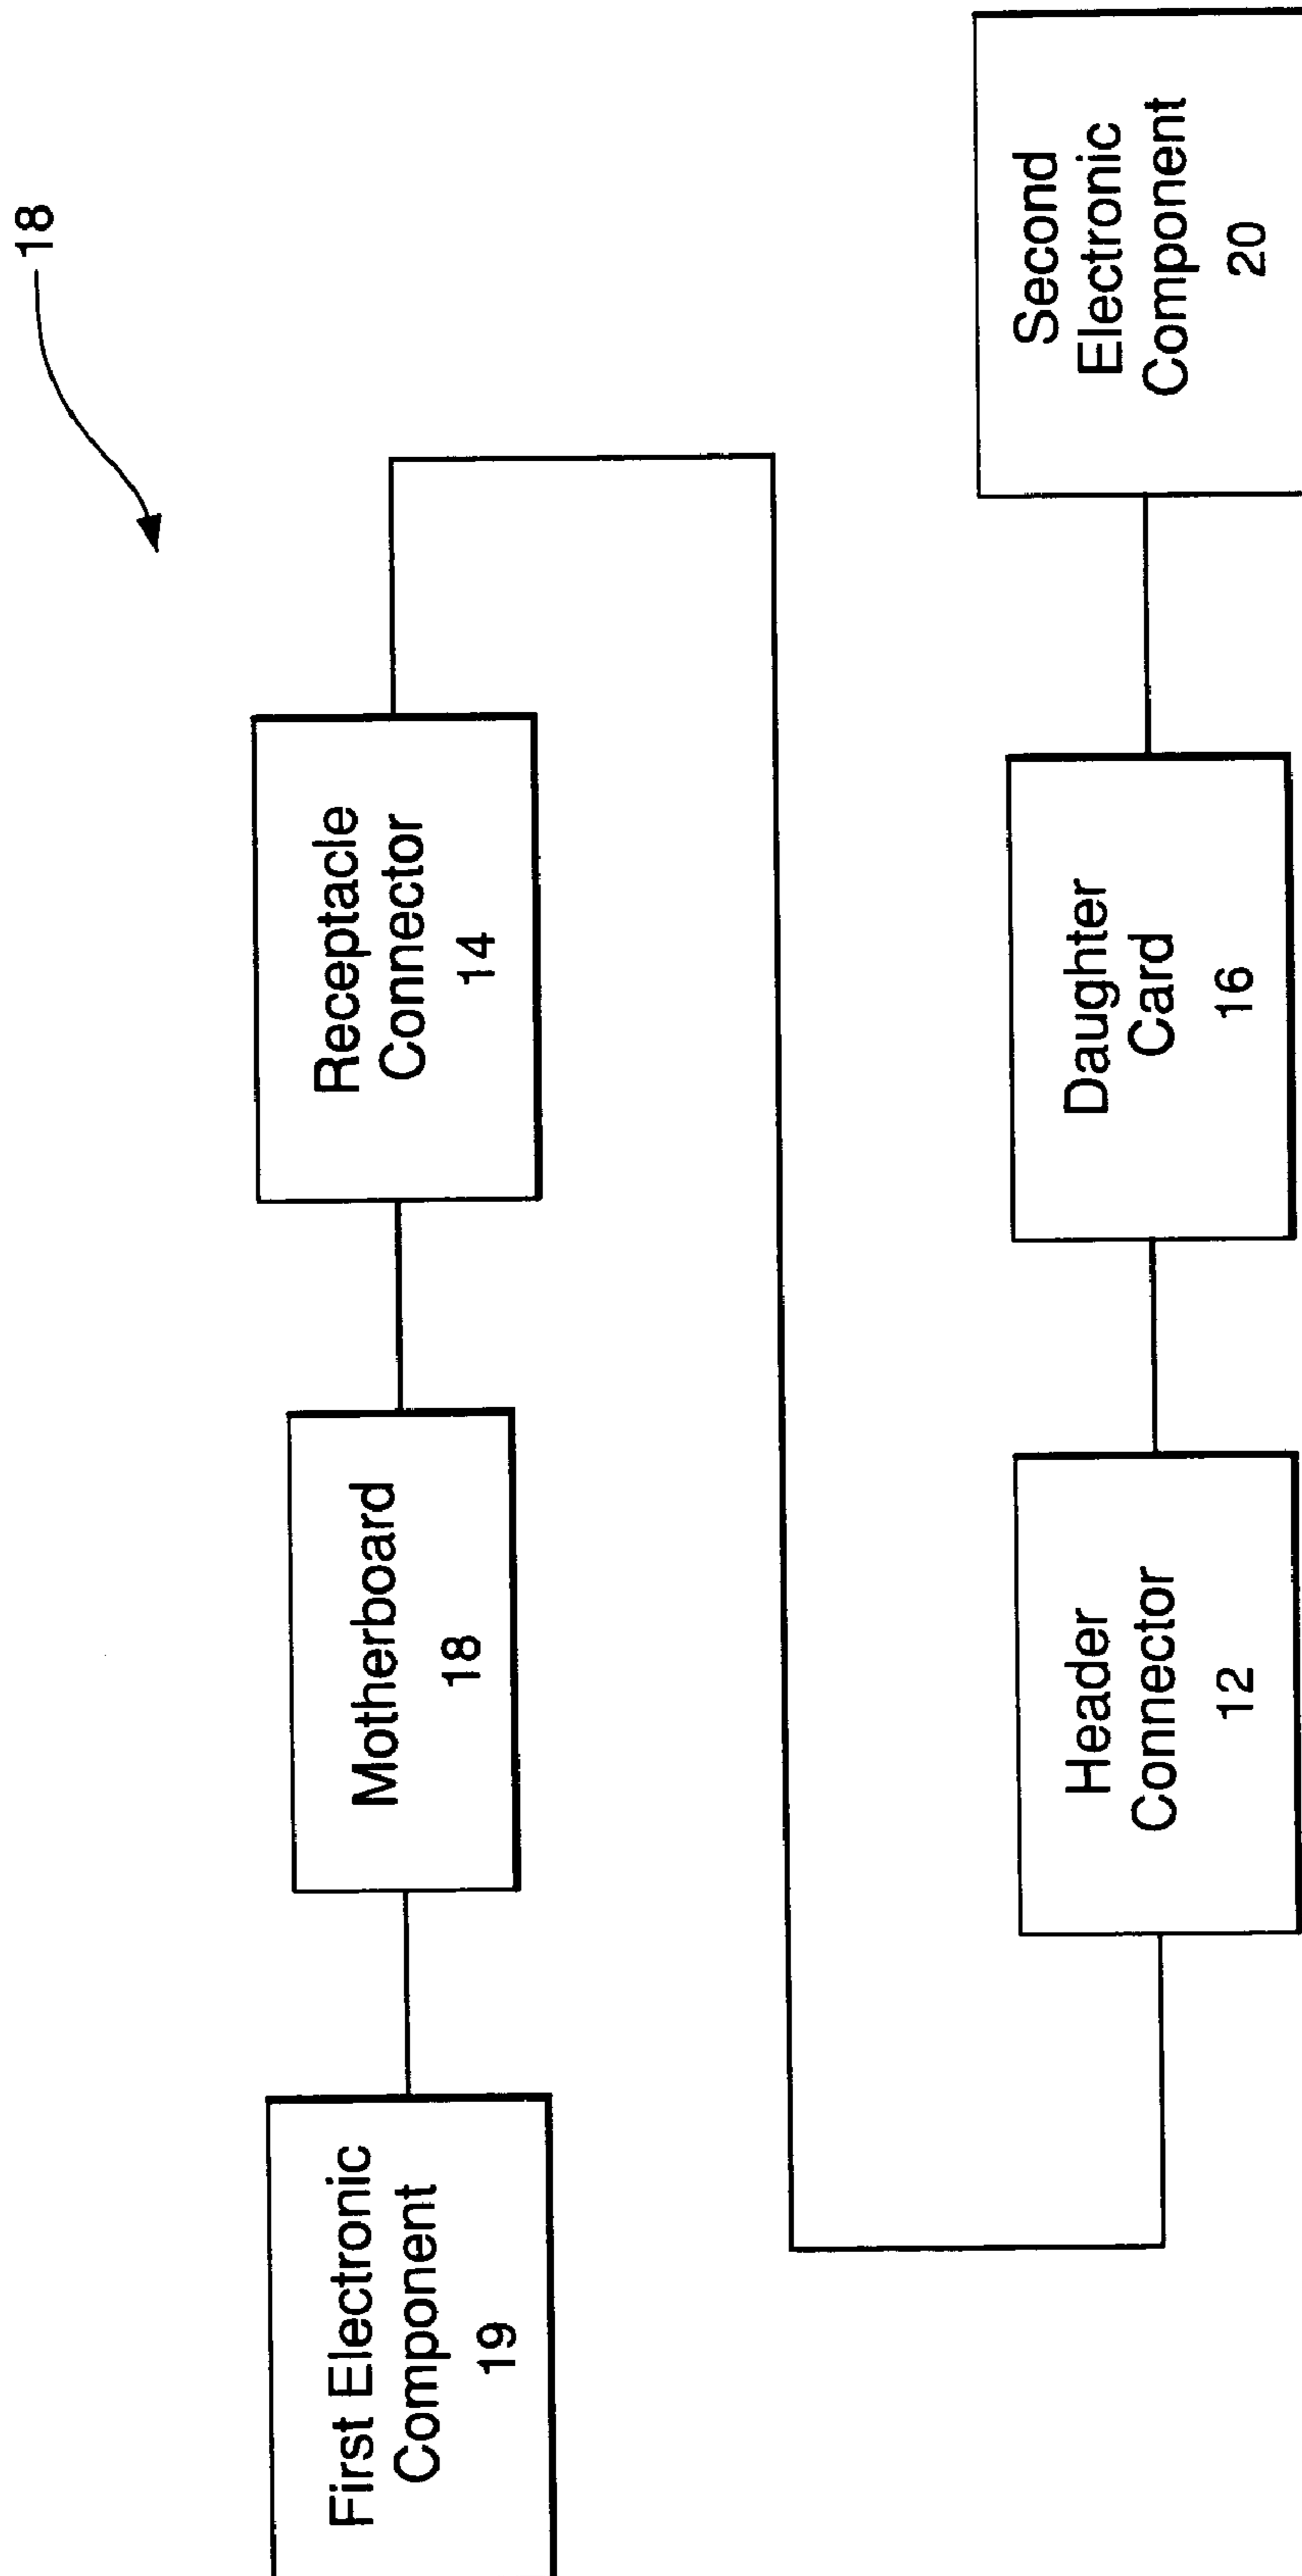 18
First Electronic
Component
19
Motherboard
18
Receptacle
Connector
14
Header
Connector
12
Daughter
Card
16
Second
Electronic
Component
20